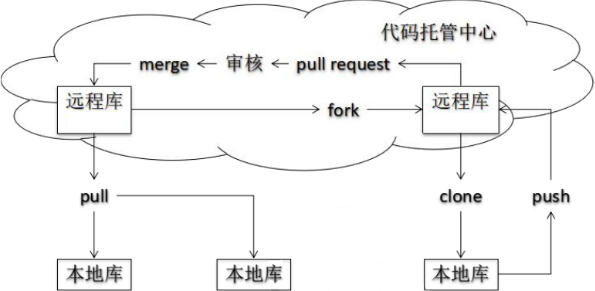 代码托管中心
merge ← 审核 ← pull request
远程库
fork
远程库
pull
clone
push
本地库
本地库
本地库